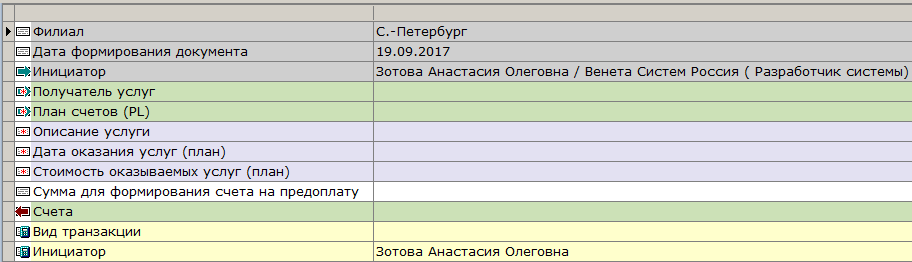 Филиал С.-Петербург
Дата формирования документа 19.09.2017
Инициатор Зотова Анастасия Олеговна / Венета Систем Россия ( Разработчик системы)
Получатель услуг
План счетов (PL)
Описание услуги
Дата оказания услуг (план)
Стоимость оказываемых услуг (план)
Сумма для формирования счета на предоплату
Счета
Вид транзакции
Инициатор Зотова Анастасия Олеговна